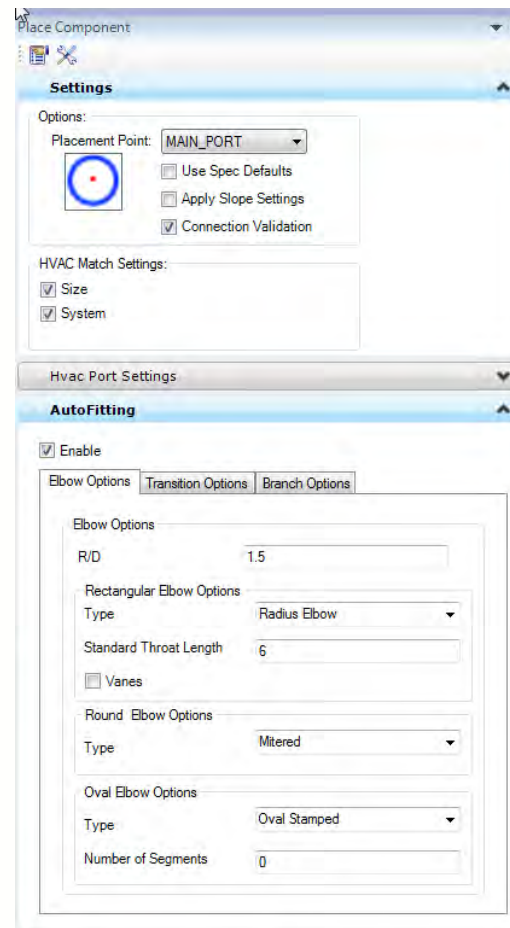 Place Component
Settings
Options:
Placement Point: MAIN_PORT
Use Spec Defaults
Apply Slope Settings
Connection Validation
HVAC Match Settings:
Size
System
Hvac Port Settings
AutoFitting
Enable
Elbow Options Transition Options Branch Options
Elbow Options
R/D 1.5
Rectangular Elbow Options
Type Radius Elbow
Standard Throat Length 6
Vanes
Round Elbow Options
Type Mitered
Oval Elbow Options
Type Oval Stamped
Number of Segments 0